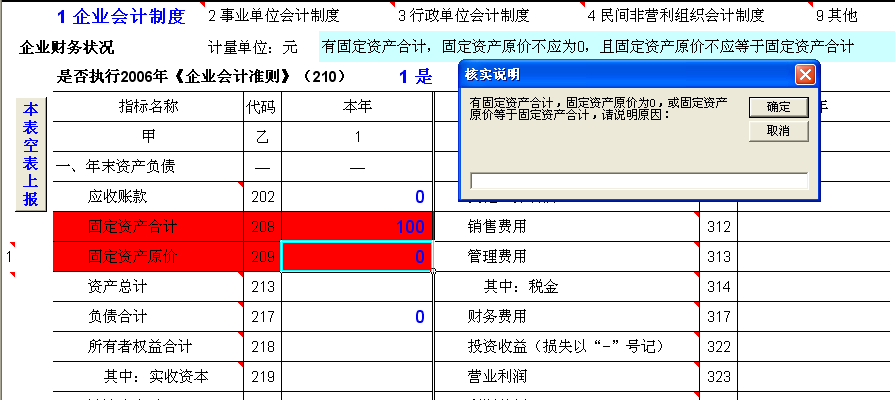 1 企业会计制度 2 事业单位会计制度 3 行政单位会计制度 4 民间非营利组织会计制度 9 其他
企业财务状况 计量单位：元 有固定资产合计，固定资产原价不应为0，且固定资产原价不应等于固定资产合计
是否执行2006年《企业会计准则》（210） 1 是
核实说明
有固定资产合计，固定资产原价为0，或固定资产
原价等于固定资产合计，请说明原因：
确定
取消
本表空表上报
指标名称 代码 本年 年
甲 乙 1
一、年末资产负债 — —
应收账款 202 0
固定资产合计 208 100 销售费用 312
1 固定资产原价 209 0 管理费用 313
资产总计 213 其中：税金 314
负债合计 217 0 财务费用 317
所有者权益合计 218 投资收益（损失以“-”号记） 322
其中：实收资本 219 营业利润 323